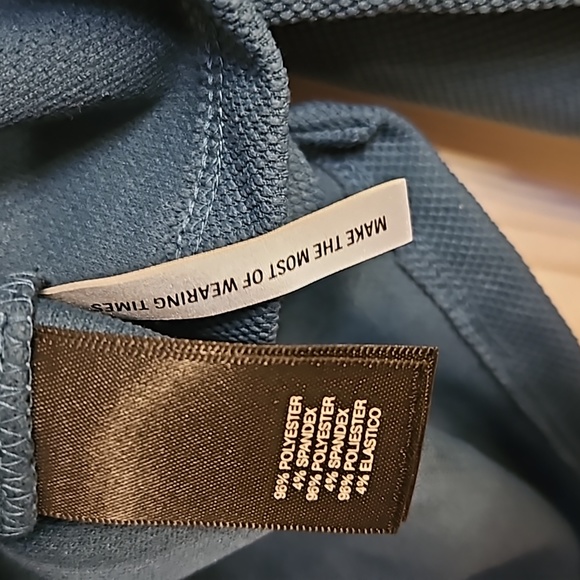 MAKE THE MOST OF WEARING TIMES
96% POLYESTER
4% SPANDEX
96% POLYESTER
4% SPANDEX
96% POLIESTER
4% ELASTICO